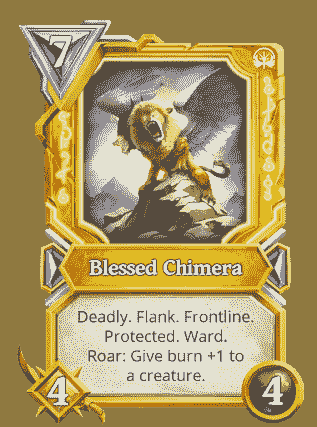 7
Blessed Chimera
Deadly. Flank. Frontline.
Protected. Ward.
Roar: Give burn +1 to
a creature.
4
4